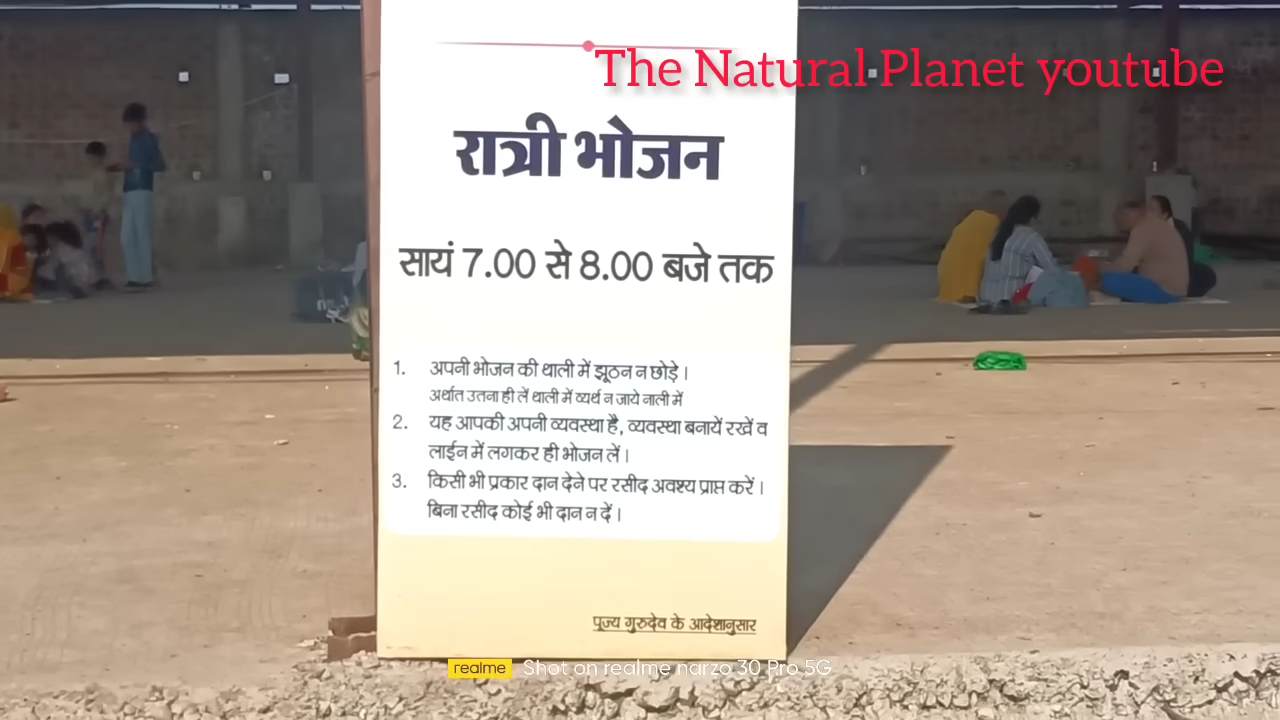 The Natural Planet youtube
रात्री भोजन
सायं 7.00 से 8.00 बजे तक
1. अपनी भोजन की थाली में झूठन न छोड़े ।
अर्थात उतना ही लें थाली में व्यर्थ न जाये नाली में
2. यह आपकी अपनी व्यवस्था है, व्यवस्था बनायें रखें व
लाईन में लगकर ही भोजन लें ।
3. किसी भी प्रकार दान देने पर रसीद अवश्य प्राप्त करें ।
बिना रसीद कोई भी दान न दें ।
पूज्य गुरुदेव के आदेशानुसार
realme Shot on realme narzo 30 Pro 5G